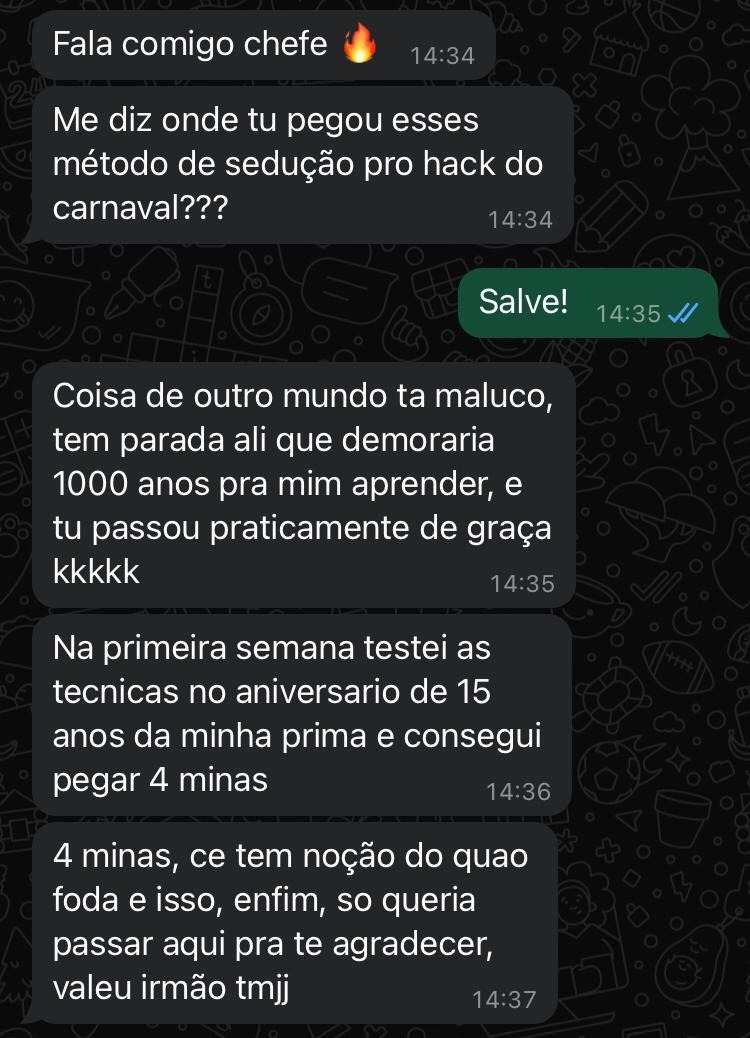 Fala comigo chefe 🔥 14:34
Me diz onde tu pegou esses
método de sedução pro hack do
carnaval??? 14:34
Salve! 14:35
Coisa de outro mundo ta maluco,
tem parada ali que demoraria
1000 anos pra mim aprender, e
tu passou praticamente de graça
kkkkk 14:35
Na primeira semana testei as
tecnicas no aniversario de 15
anos da minha prima e consegui
pegar 4 minas 14:36
4 minas, ce tem noção do quao
foda e isso, enfim, so queria
passar aqui pra te agradecer,
valeu irmão tmjj 14:37